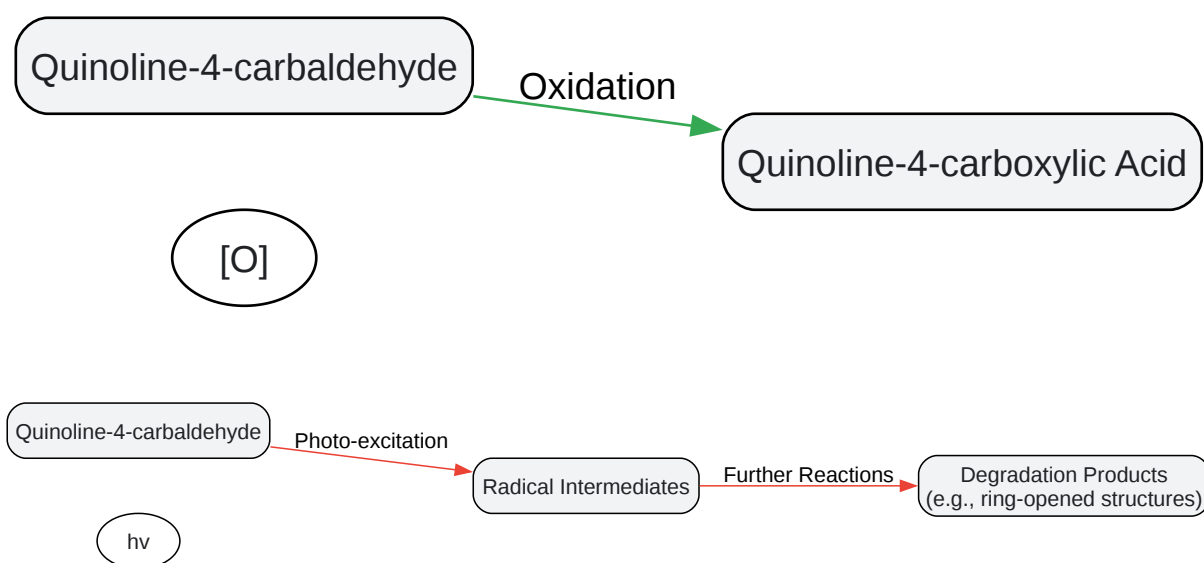 Quinoline-4-carbaldehyde
Oxidation
Quinoline-4-carboxylic Acid
[O]
Quinoline-4-carbaldehyde
Photo-excitation
Radical Intermediates
Further Reactions
Degradation Products
(e.g., ring-opened structures)
hv